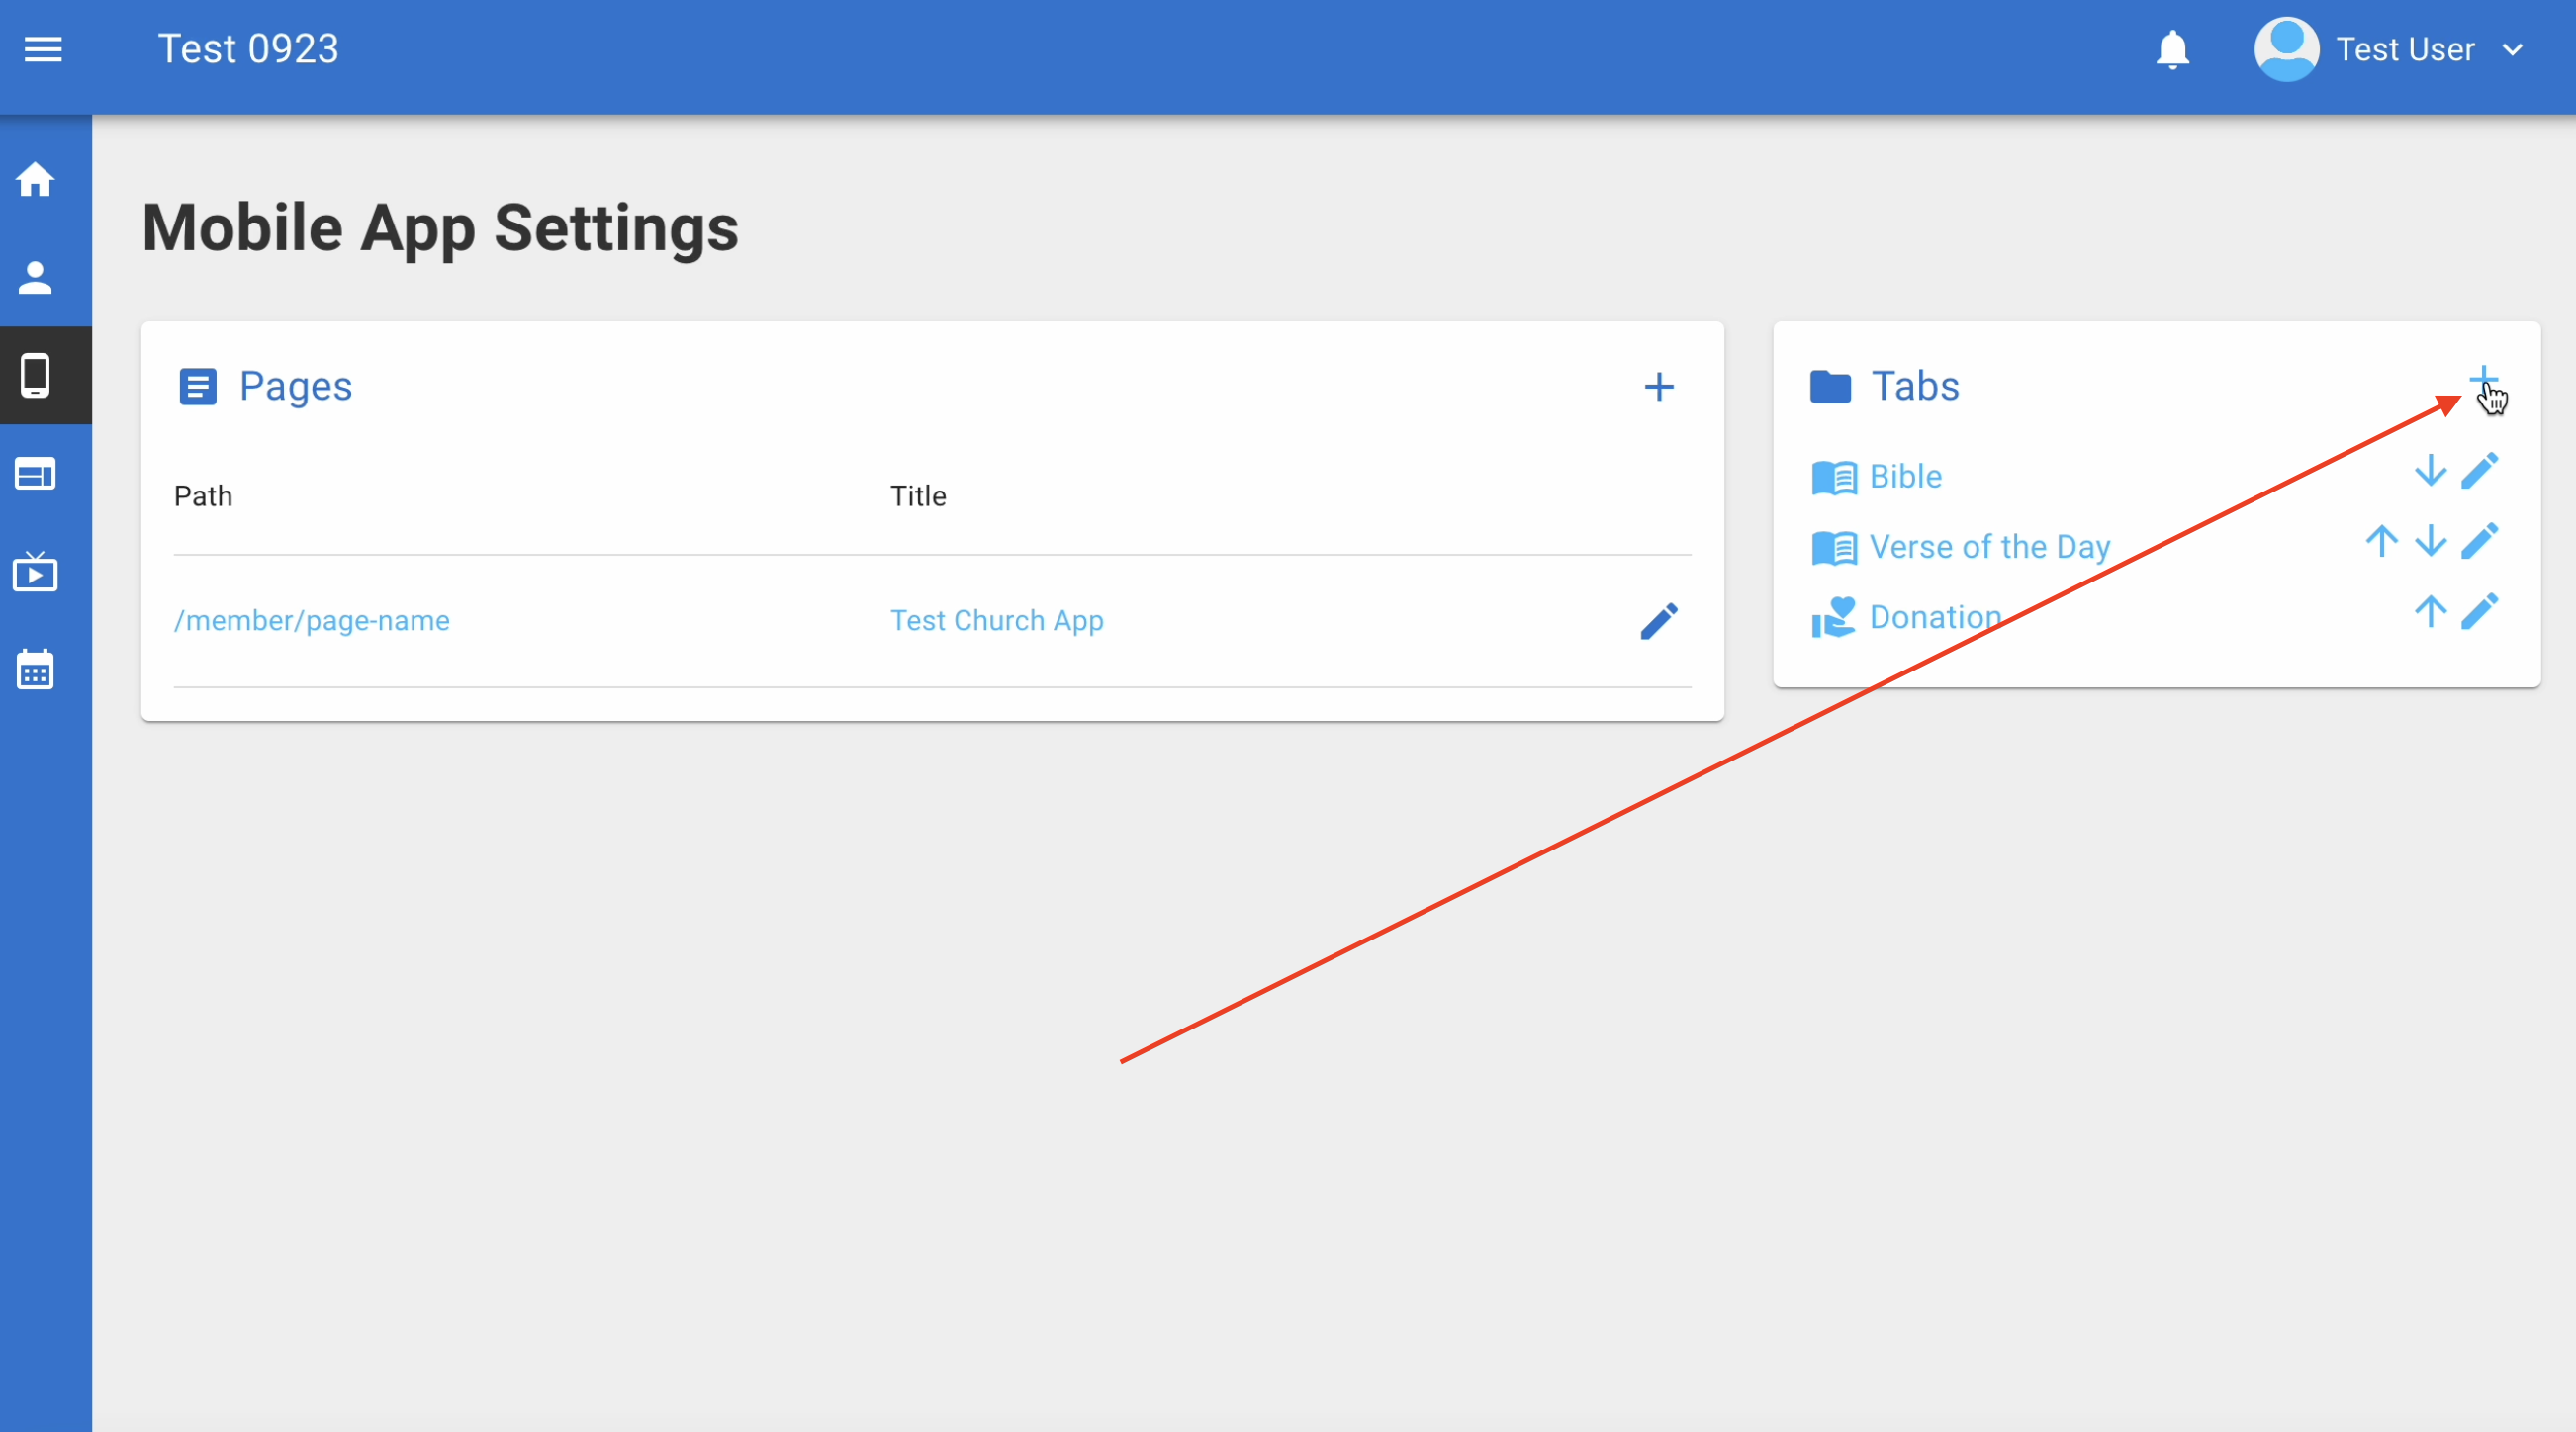 Test 0923
Test User
Mobile App Settings
Pages
Path Title
/member/page-name Test Church App
Tabs
Bible
Verse of the Day
Donation